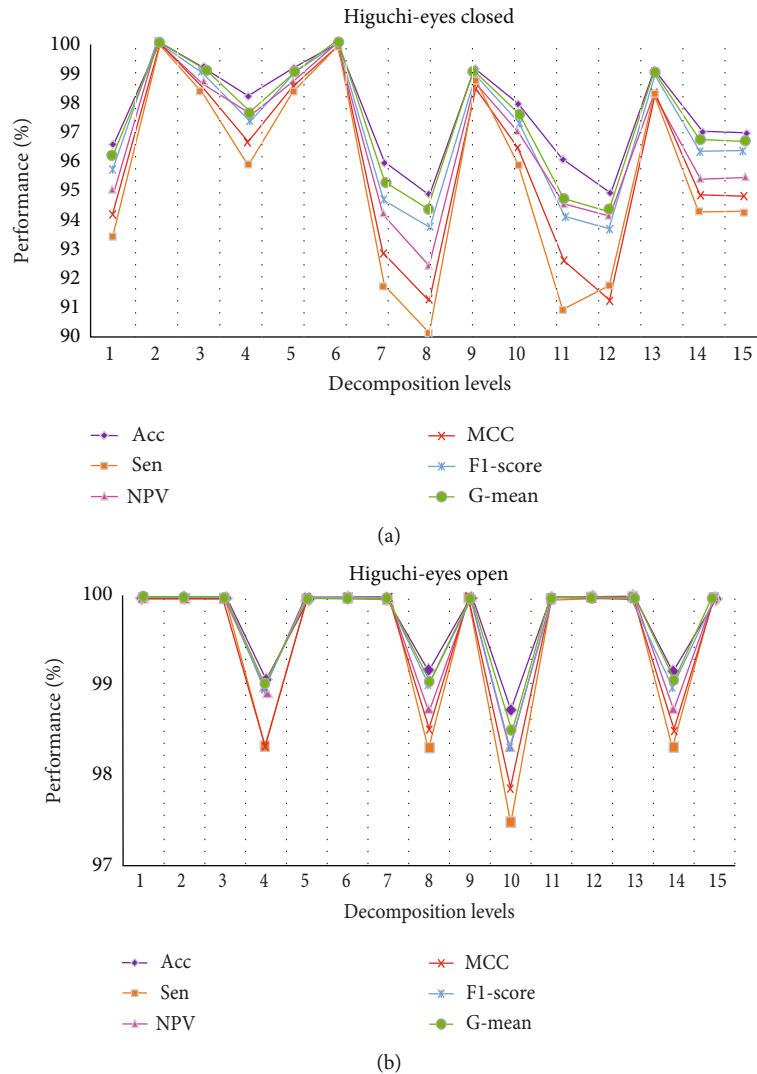 Higuchi-eyes closed
100
99
98
97
96
95
94
93
92
91
90
Performance (%)
1 2 3 4 5 6 7 8 9 10 11 12 13 14 15
Decomposition levels
Acc MCC
Sen F1-score
NPV G-mean
(a)
Higuchi-eyes open
100
99
98
97
Performance (%)
1 2 3 4 5 6 7 8 9 10 11 12 13 14 15
Decomposition levels
Acc MCC
Sen F1-score
NPV G-mean
(b)